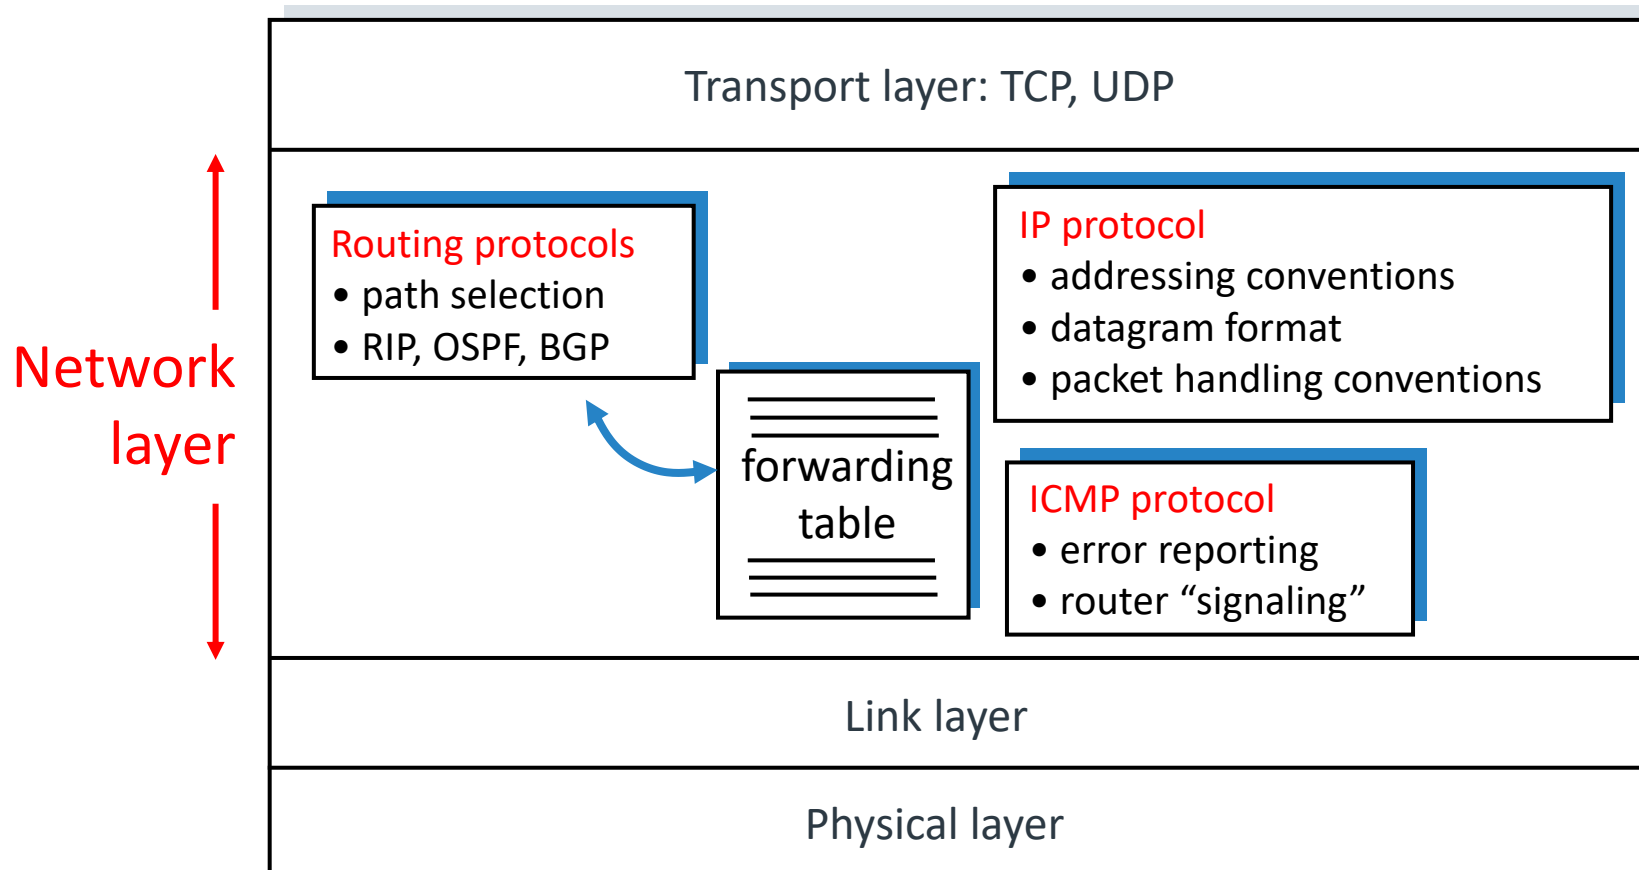 Transport layer: TCP, UDP
Network
layer
Routing protocols
• path selection
• RIP, OSPF, BGP
forwarding
table
IP protocol
• addressing conventions
• datagram format
• packet handling conventions
ICMP protocol
• error reporting
• router “signaling”
Link layer
Physical layer